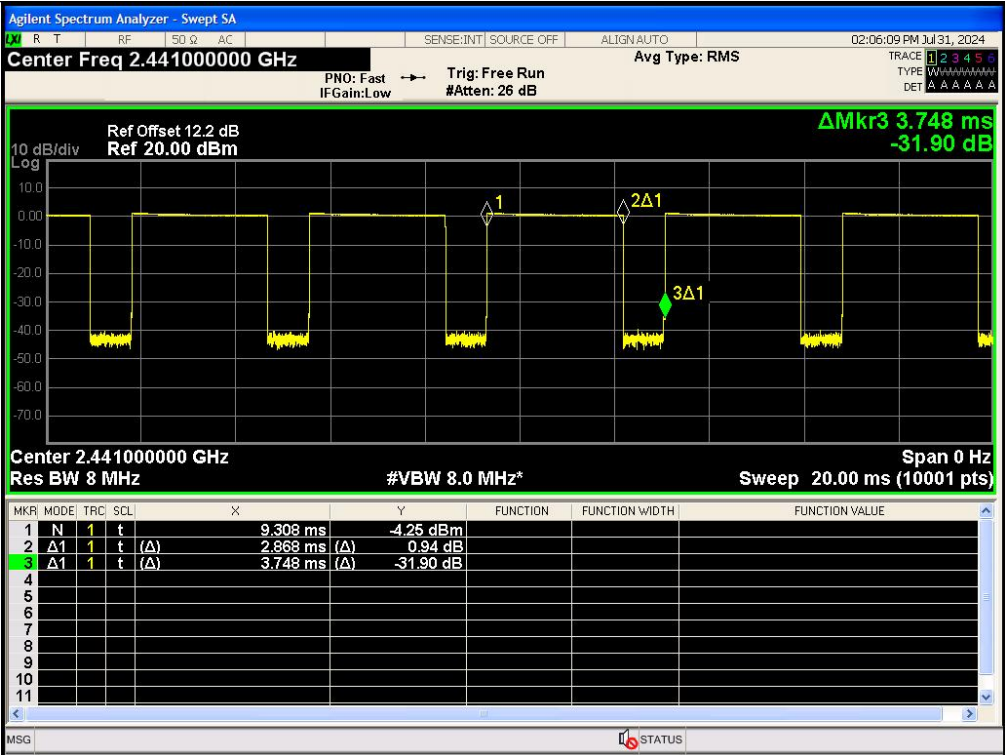 Agilent Spectrum Analyzer - Swept SA
LXI R T RF 50 Ω AC SENSE:INT SOURCE OFF ALIGN AUTO 02:06:09 PM Jul 31, 2024
Center Freq 2.441000000 GHz
PNO: Fast
IFGain:Low
Trig: Free Run
#Atten: 26 dB
Avg Type: RMS
TRACE 1 2 3 4 5 6
TYPE W
DET A A A A A A
ΔMkr3 3.748 ms
-31.90 dB
Ref Offset 12.2 dB
10 dB/div Ref 20.00 dBm
Log
10.0
0.00
-10.0
-20.0
-30.0
-40.0
-50.0
-60.0
-70.0
1
2Δ1
3Δ1
Center 2.441000000 GHz Span 0 Hz
Res BW 8 MHz #VBW 8.0 MHz* Sweep 20.00 ms (10001 pts)
MKR MODE TRC SCL X Y FUNCTION FUNCTION WIDTH FUNCTION VALUE
1 N 1 t 9.308 ms -4.25 dBm
2 Δ1 1 t (Δ) 2.868 ms (Δ) 0.94 dB
3 Δ1 1 t (Δ) 3.748 ms (Δ) -31.90 dB
4
5
6
7
8
9
10
11
MSG STATUS